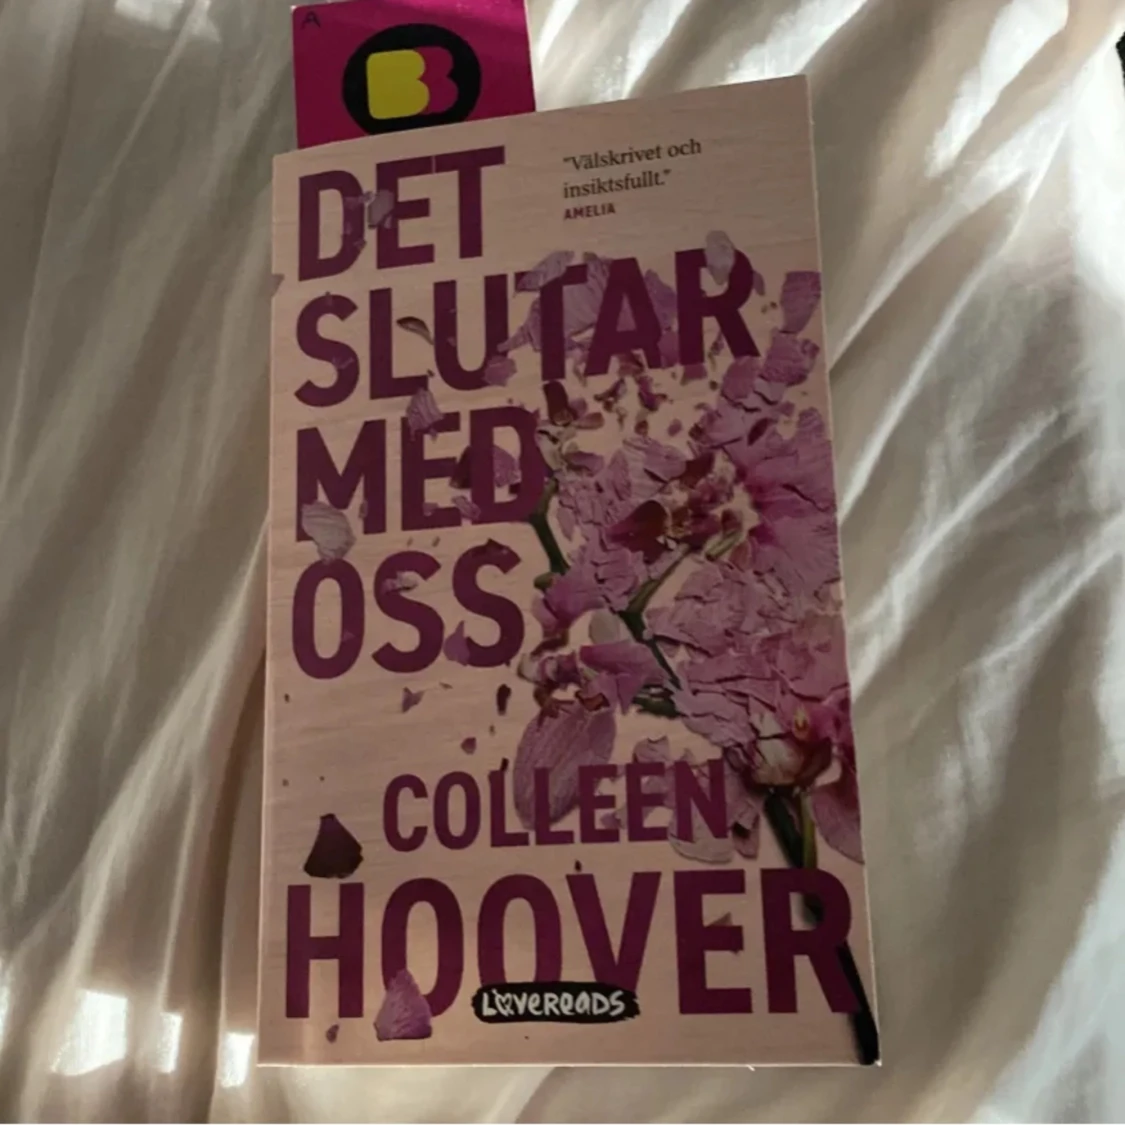 A
B
DET
SLUTAR
MED
OSS
"Välskrivet och
insiktsfullt."
AMELIA
COLLEEN
HOOVER
LOVEREADS